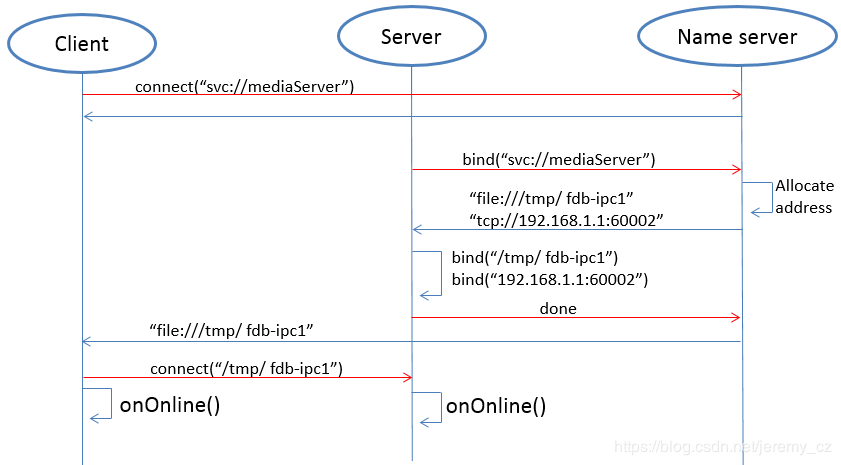 Client
Server
Name server
connect(“svc://mediaServer”)
bind(“svc://mediaServer”)
Allocate
address
“file:///tmp/ fdb-ipc1”
“tcp://192.168.1.1:60002”
bind(“/tmp/ fdb-ipc1”)
bind(“192.168.1.1:60002”)
done
“file:///tmp/ fdb-ipc1”
connect(“/tmp/ fdb-ipc1”)
onOnline()
onOnline()
https://blog.csdn.net/jeremy_cz